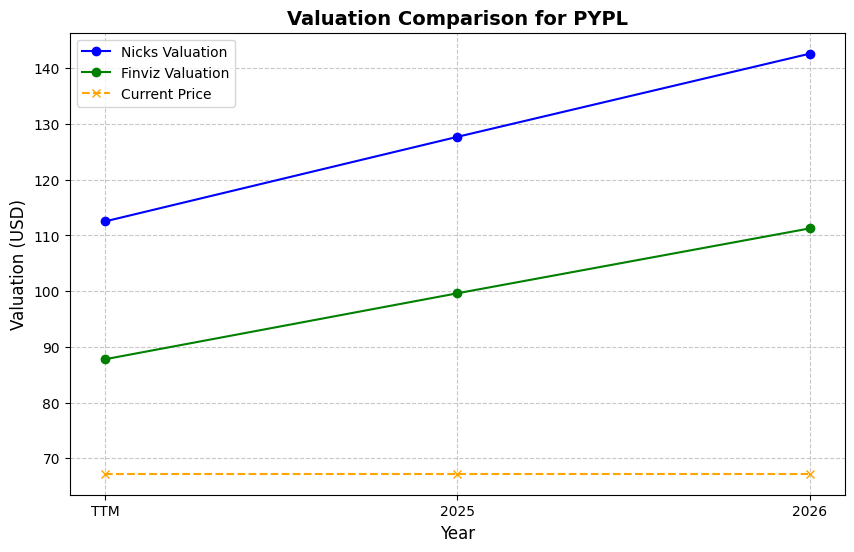 Valuation Comparison for PYPL
Nicks Valuation
Finviz Valuation
Current Price
Valuation (USD)
140
130
120
110
100
90
80
70
TTM
2025
2026
Year